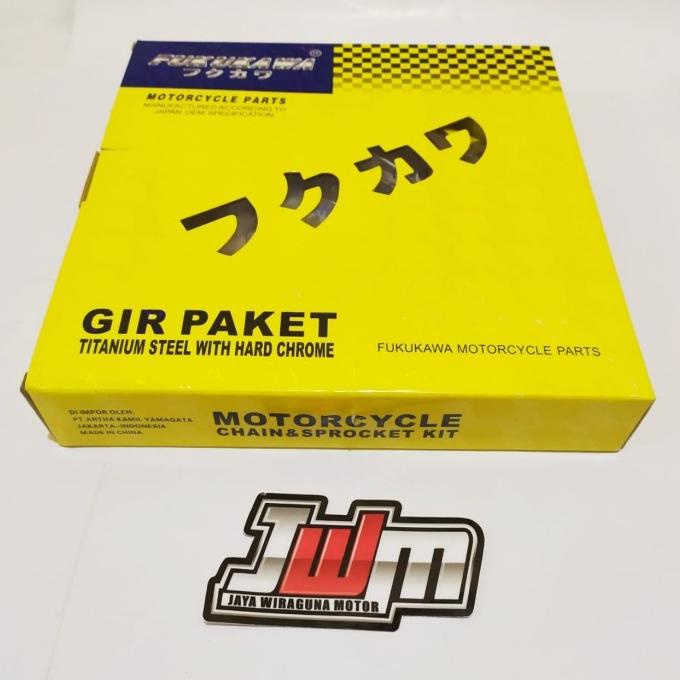 FUKUKAWA®
フクカワ
MOTORCYCLE PARTS
MANUFACTURED ACCORDING TO
JAPAN OEM SPECIFICATION
フクカワ
GIR PAKET
TITANIUM STEEL WITH HARD CHROME
FUKUKAWA MOTORCYCLE PARTS
DI IMPOR OLEH:
PT. ARTHA KAMIL YAMAGATA
JAKARTA-INDONESIA
MADE IN CHINA
MOTORCYCLE
CHAIN&SPROCKET KIT
JWM
JAYA WIRAGUNA MOTOR